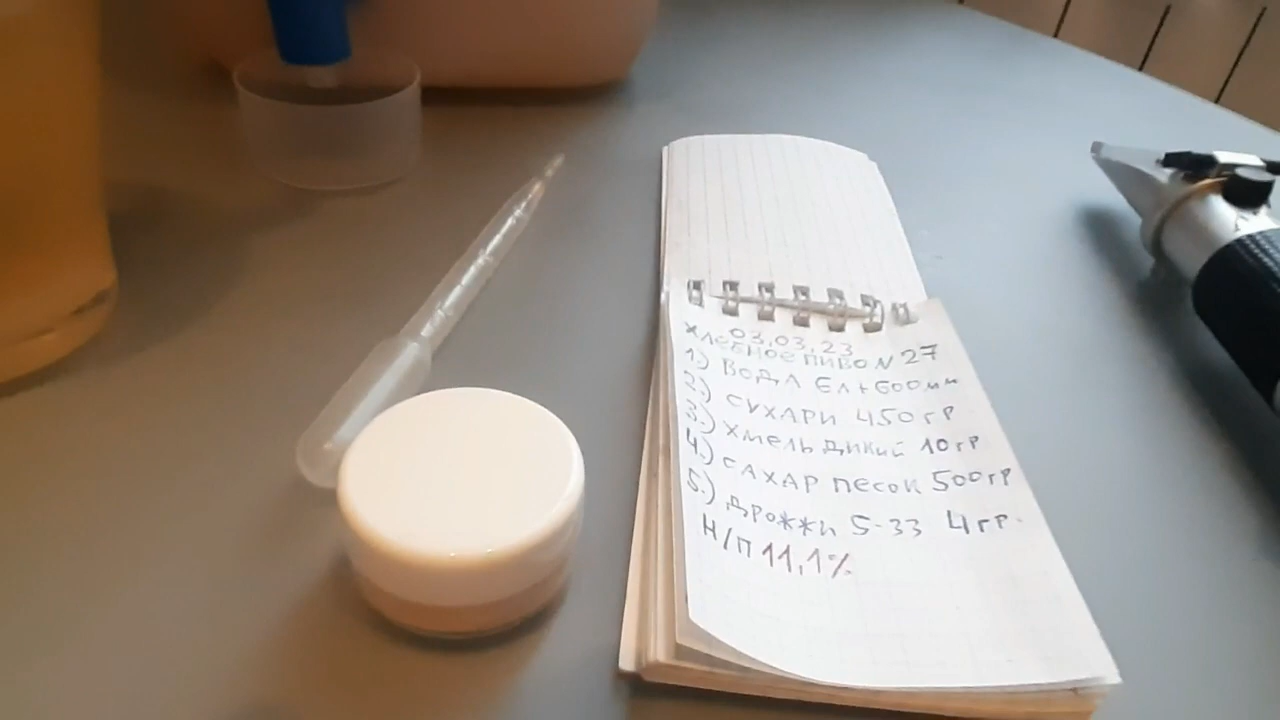 03,03,23
ХЛЕБНОЕ ПИВО N 27
1.) ВОДА 6л+600мл
2.) СУХАРИ 450гр
3.) ХМЕЛЬ ДИКИЙ 10гр
4.) САХАР ПЕСОК 500гр
5.) ДРОЖЖИ S-33 4гр.
Н/П 11,1%